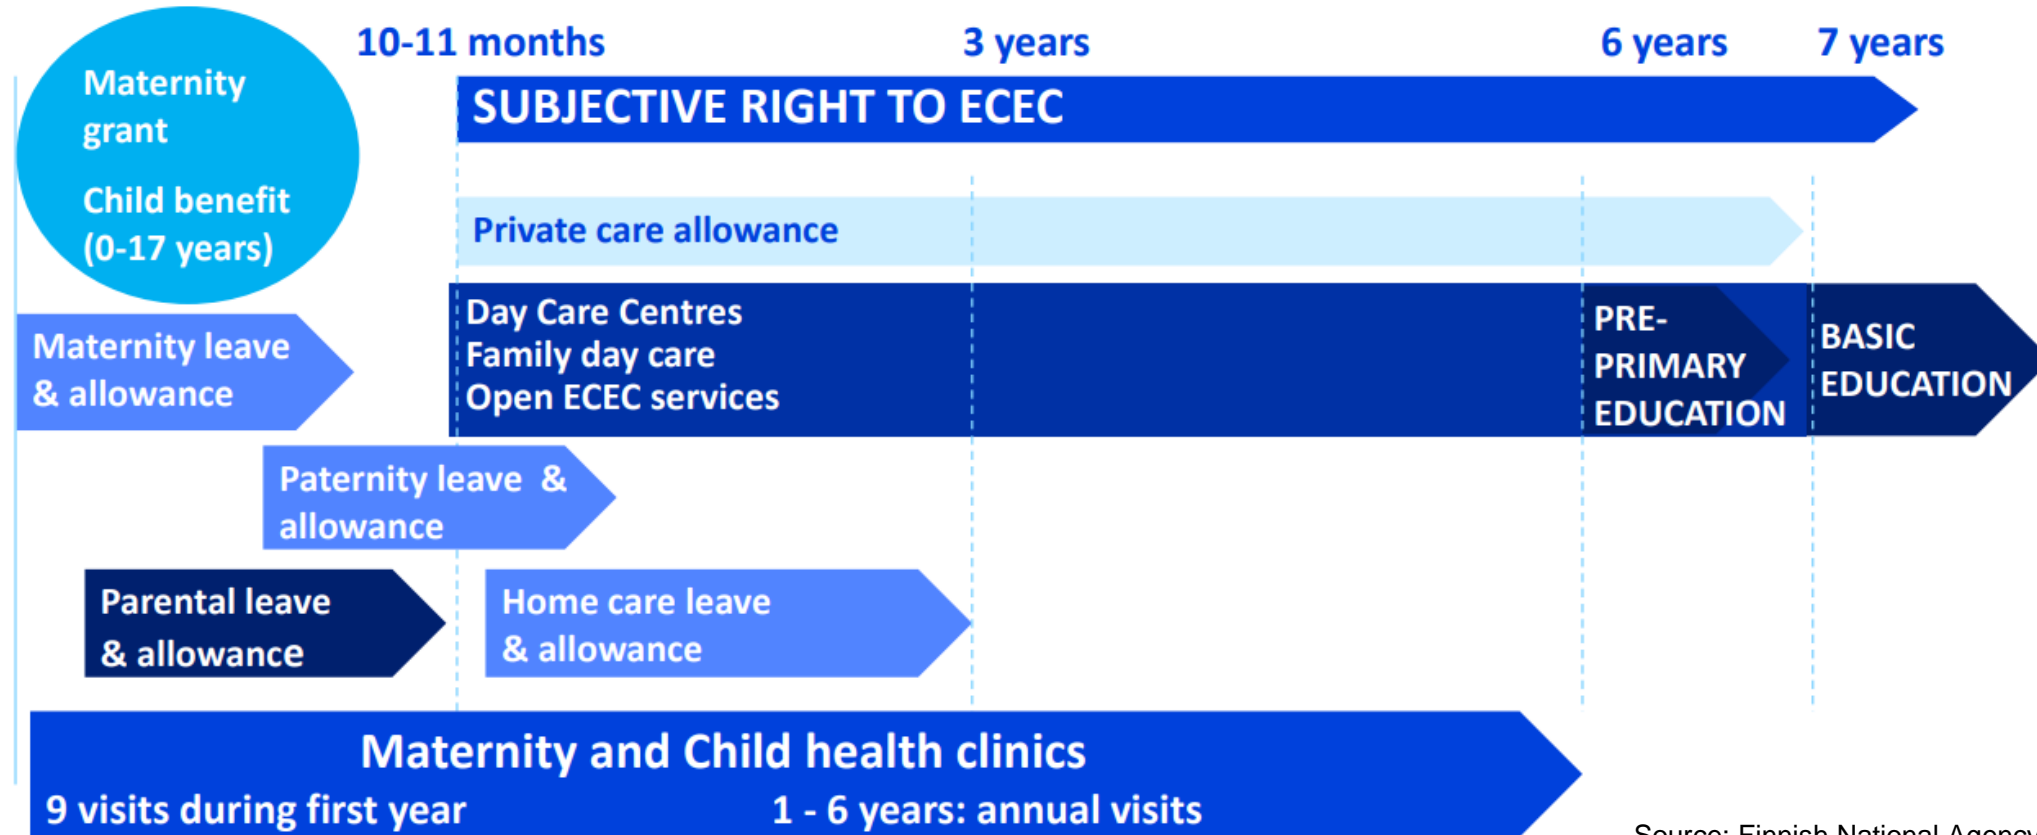 10-11 months
3 years
6 years
7 years
Maternity
grant
Child benefit
(0-17 years)
SUBJECTIVE RIGHT TO ECEC
Private care allowance
Maternity leave
& allowance
Day Care Centres
Family day care
Open ECEC services
PRE-
PRIMARY
EDUCATION
BASIC
EDUCATION
Paternity leave &
allowance
Parental leave
& allowance
Home care leave
& allowance
Maternity and Child health clinics
9 visits during first year
1 - 6 years: annual visits
Source: Finnish National Agency